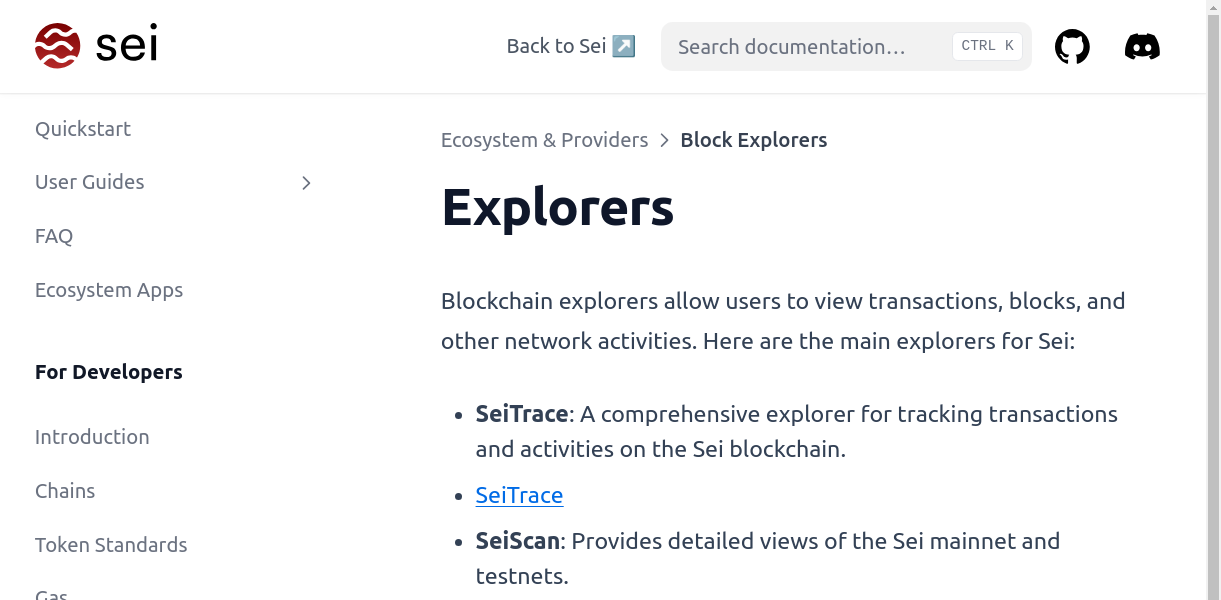 sei
Back to Sei ↗
Search documentation…
CTRL K
Quickstart
User Guides
FAQ
Ecosystem Apps
For Developers
Introduction
Chains
Token Standards
Gas
Ecosystem & Providers > Block Explorers
Explorers
Blockchain explorers allow users to view transactions, blocks, and
other network activities. Here are the main explorers for Sei:
• SeiTrace: A comprehensive explorer for tracking transactions
and activities on the Sei blockchain.
• SeiTrace
• SeiScan: Provides detailed views of the Sei mainnet and
testnets.